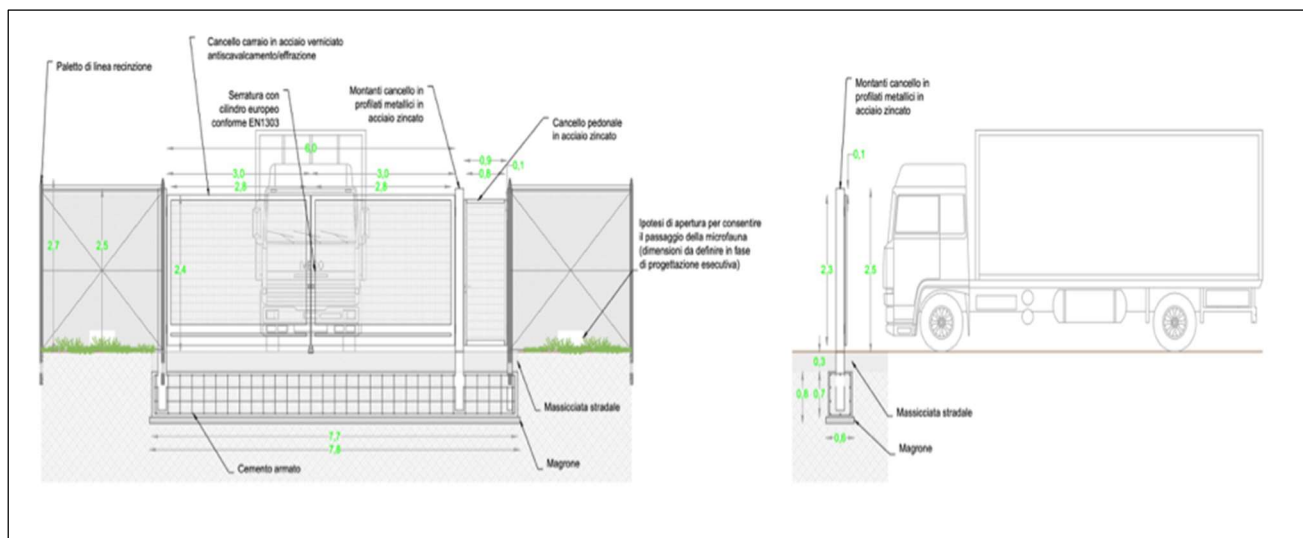 Cancello carraio in acciaio verniciato
antiscavalcamento/effrazione
Paletto di linea recinzione
Serratura con
cilindro europeo
conforme EN1303
Montanti cancello in
profilati metallici in
acciaio zincato
Cancello pedonale
in acciaio zincato
6,0
3,0
3,0
2,8
2,8
0,9
0,8
0,1
2,7
2,5
2,4
Ipotesi di apertura per consentire
il passaggio della microfauna
(dimensioni da definire in fase
di progettazione esecutiva)
Massicciata stradale
7,7
7,8
Cemento armato
Magrone
Montanti cancello in
profilati metallici in
acciaio zincato
0,1
2,3
2,5
0,3
0,8
0,7
0,6
Massicciata stradale
Magrone